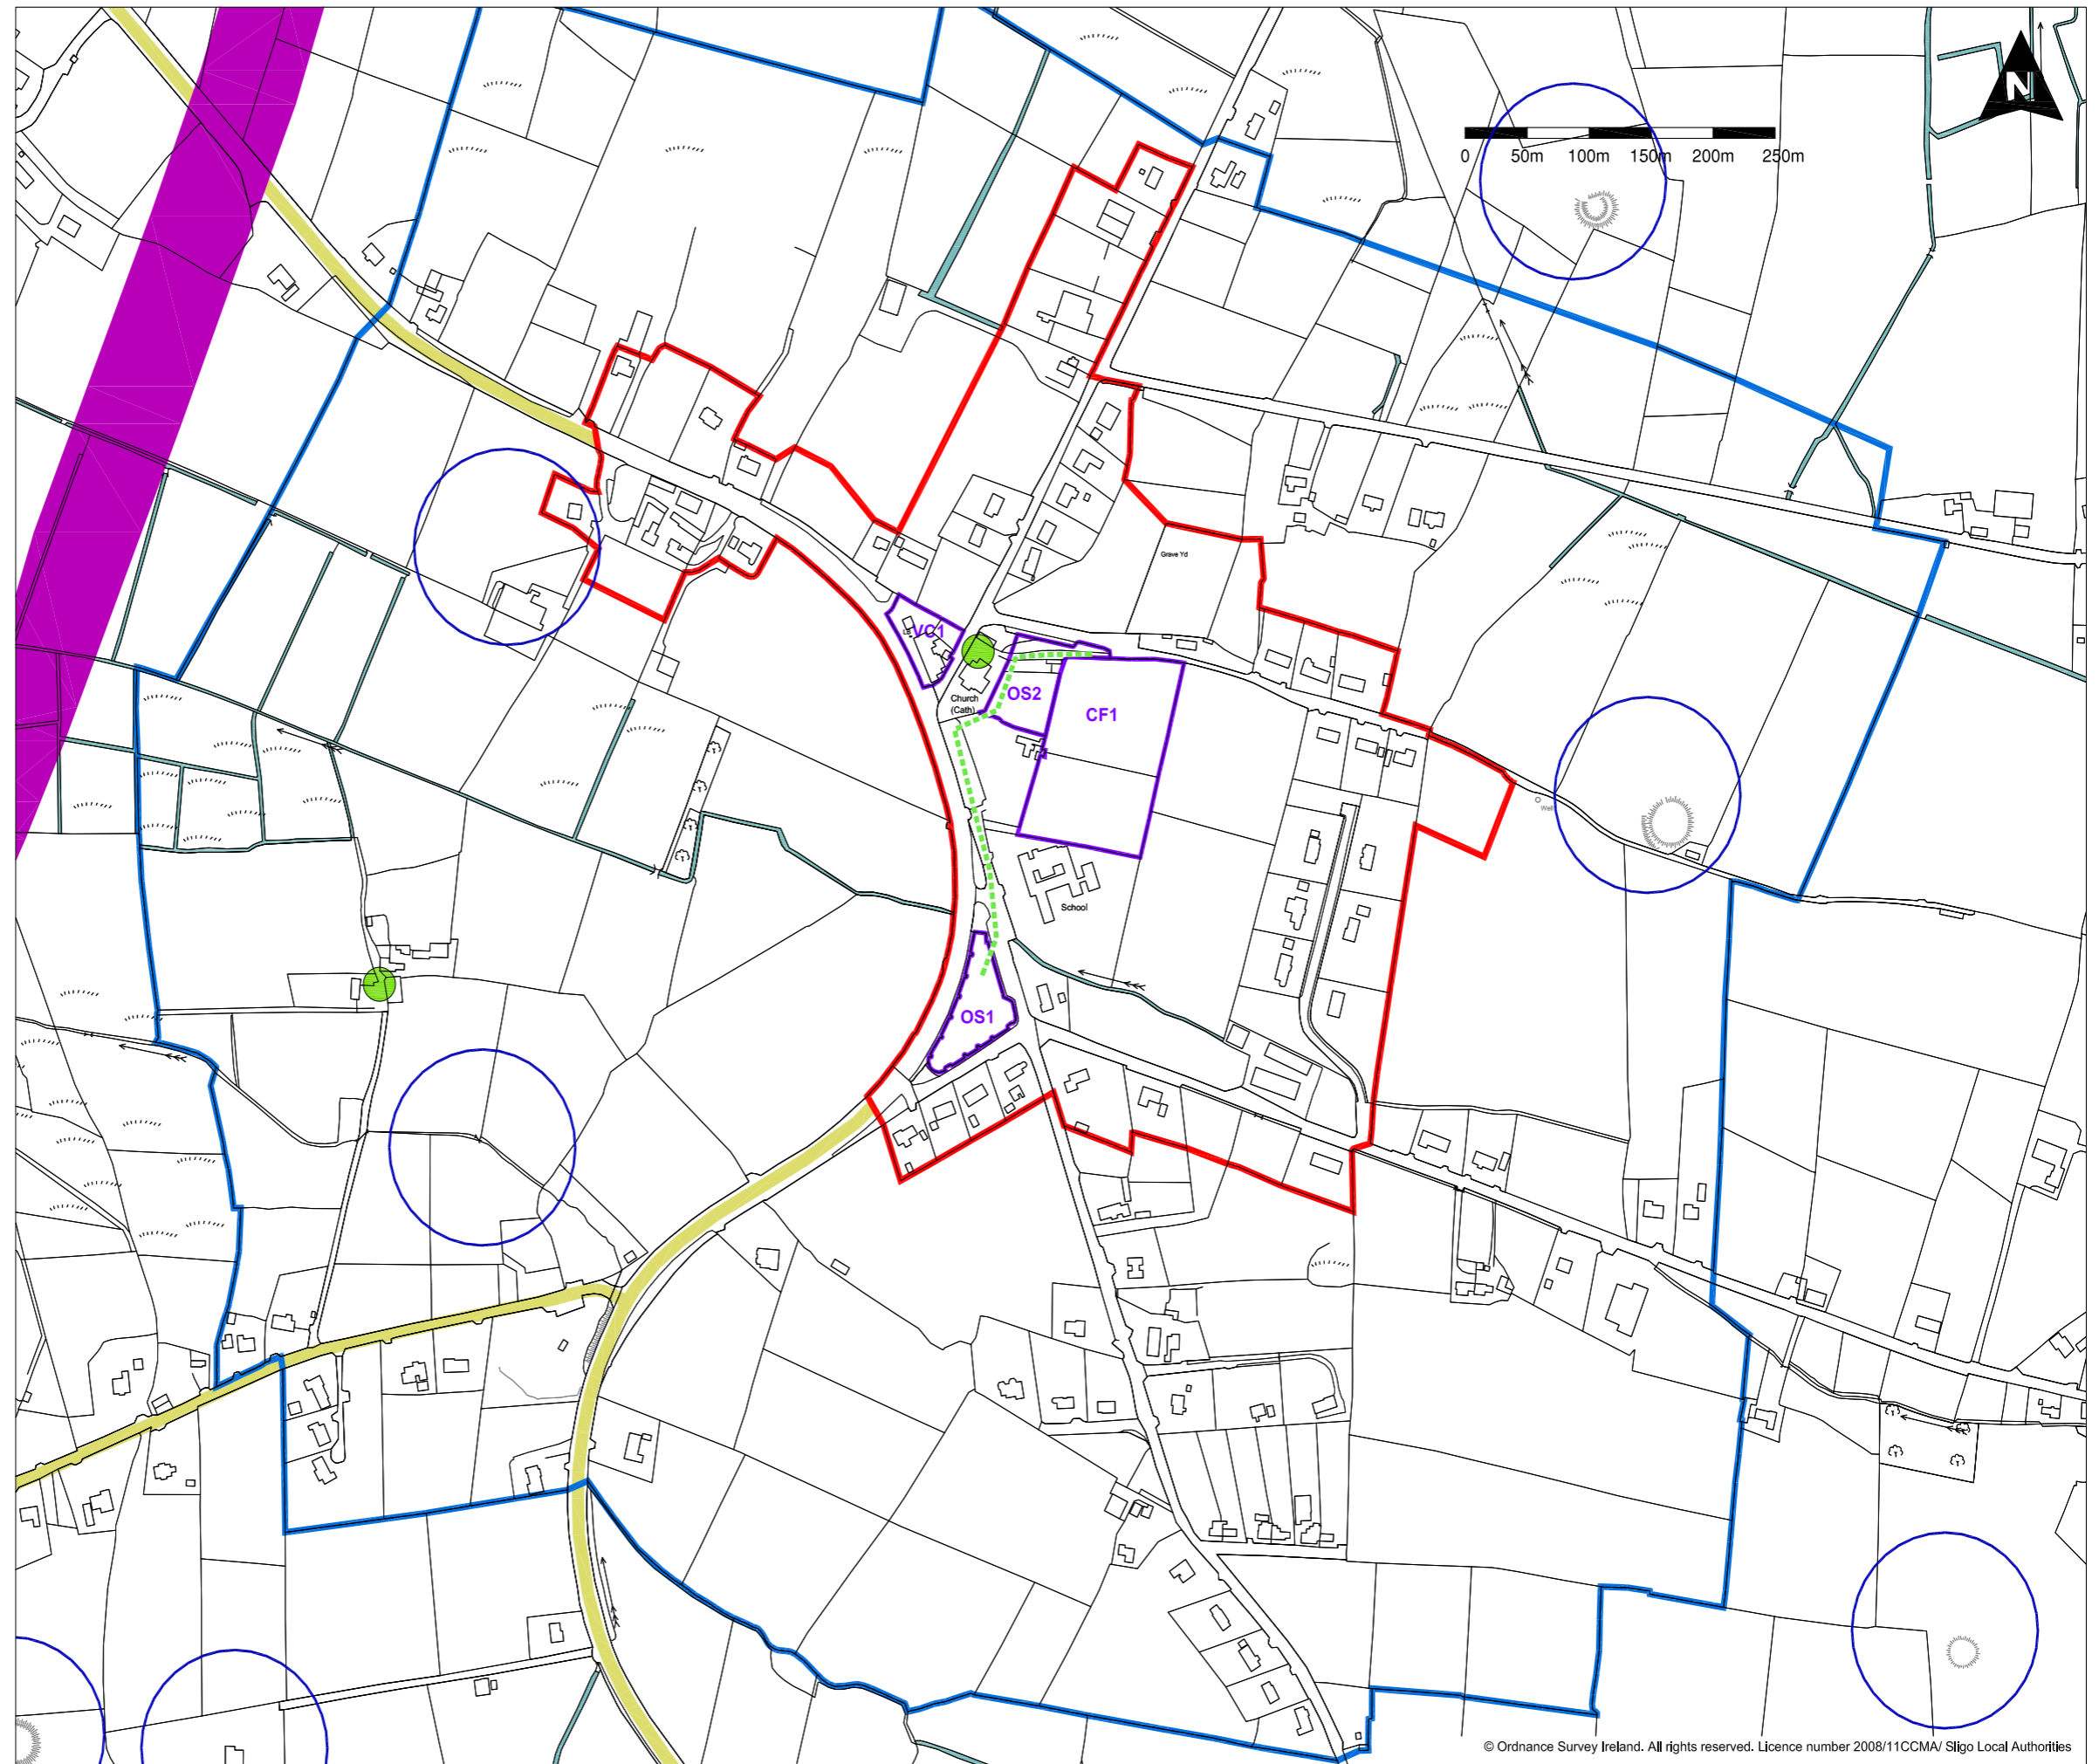 N
0 50m 100m 150m 200m 250m
Grave Yd
VC1
Church
(Cath)
OS2
CF1
Well
School
OS1
© Ordnance Survey Ireland. All rights reserved. Licence number 2008/11CCMA/ Sligo Local Authorities